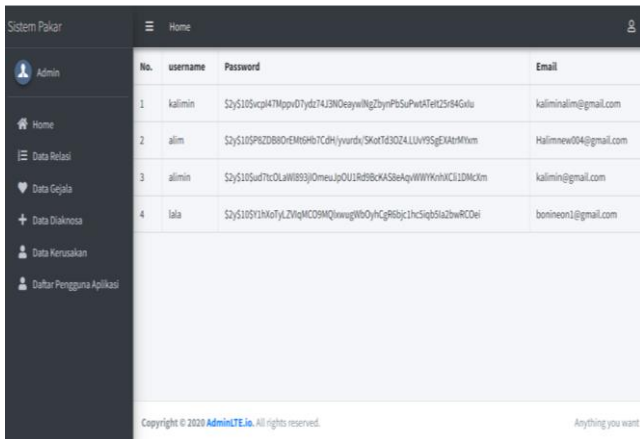 Sistem Pakar
Home
Admin
Home
Data Relasi
Data Gejala
Data Diaknosa
Data Kerusakan
Daftar Pengguna Aplikasi
No. username Password Email
1 kalimin kaliminalim@gmail.com
2 alim Halimnew004@gmail.com
3 alimin kalimin@gmail.com
4 lala bonineon1@gmail.com
Copyright © 2020 AdminLTE.io. All rights reserved. Anything you want